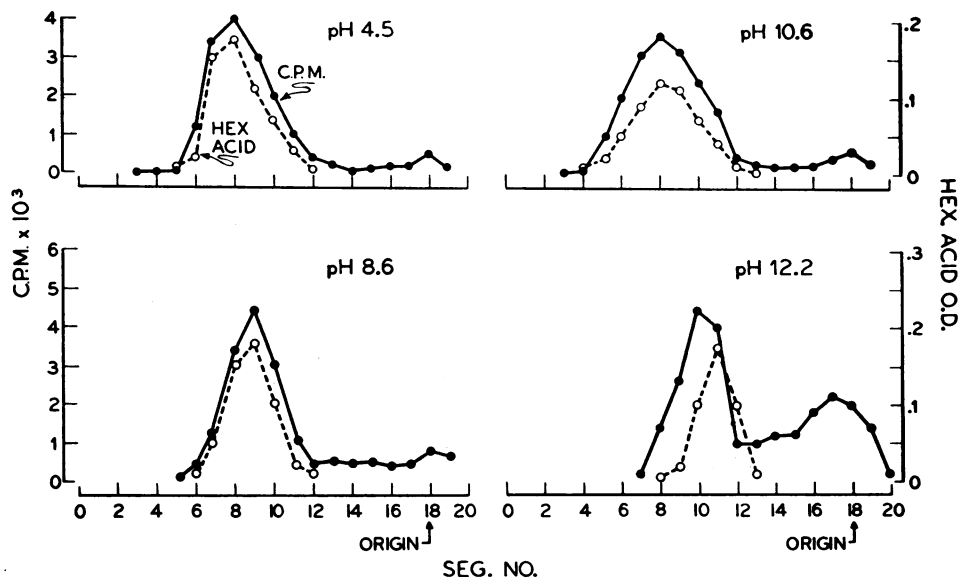 pH 4.5
4
3
2
1
0
C.P.M.
HEX
ACID
pH 10.6
.2
.1
0
C.P.M. x 10³
HEX. ACID O.D.
pH 8.6
6
5
4
3
2
1
0
0 2 4 6 8 10 12 14 16 18 20
ORIGIN
pH 12.2
.3
.2
.1
0
0 2 4 6 8 10 12 14 16 18 20
ORIGIN
SEG. NO.